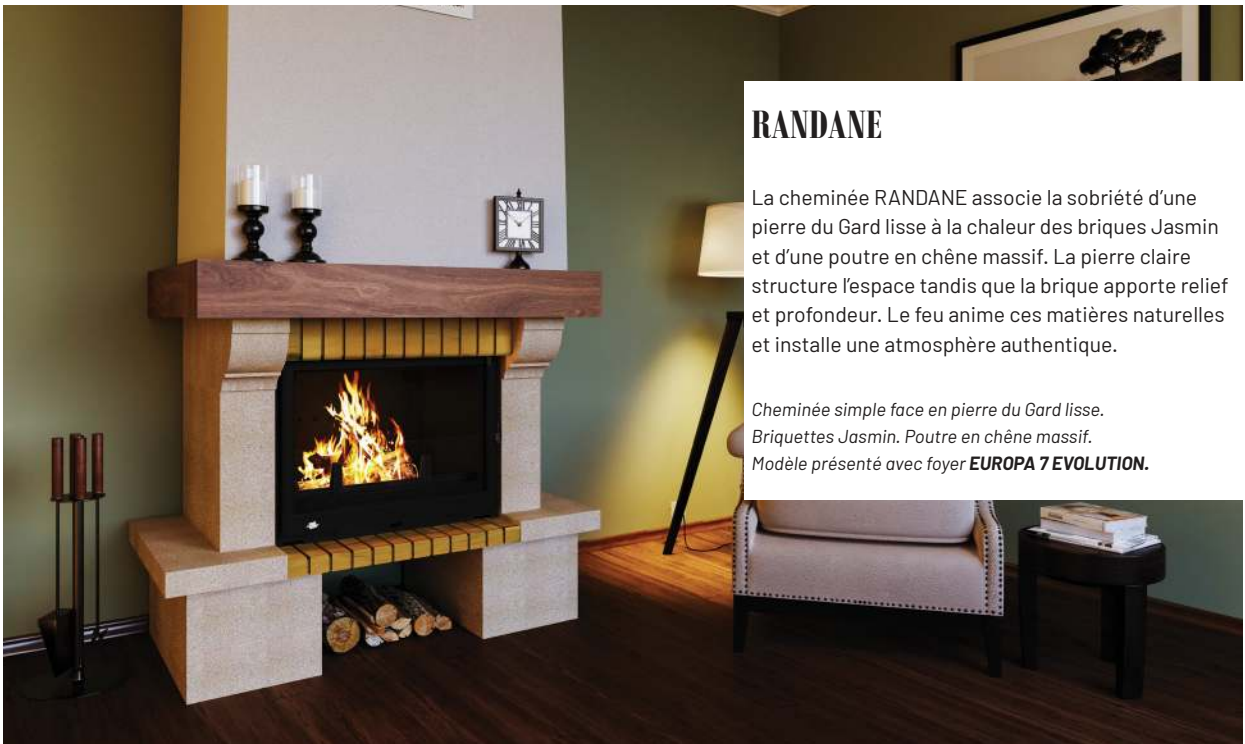 RANDANE
La cheminée RANDANE associe la sobriété d’une
pierre du Gard lisse à la chaleur des briques Jasmin
et d’une poutre en chêne massif. La pierre claire
structure l’espace tandis que la brique apporte relief
et profondeur. Le feu anime ces matières naturelles
et installe une atmosphère authentique.
Cheminée simple face en pierre du Gard lisse.
Briquettes Jasmin. Poutre en chêne massif.
Modèle présenté avec foyer EUROPA 7 EVOLUTION.